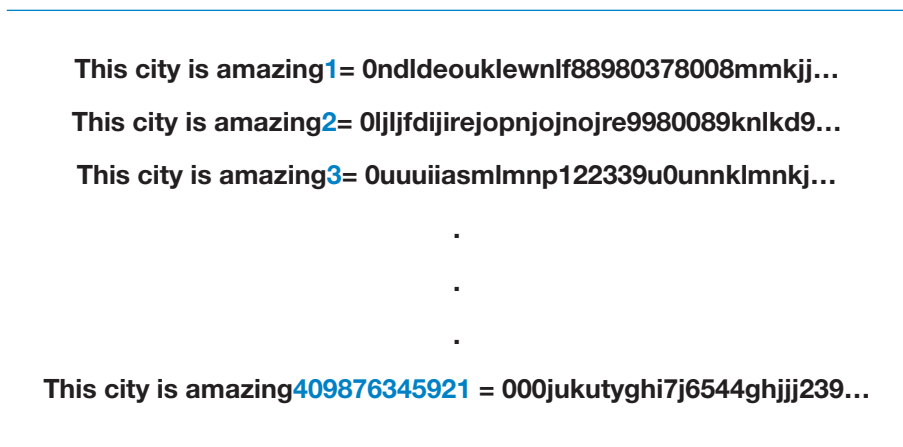 This city is amazing1= 0ndldeouklewnlf88980378008mmkjj…
This city is amazing2= 0ljljfdijirejopnjojnojre9980089knlkd9…
This city is amazing3= 0uuuiiasmlmnp122339u0unnklmnkj…
.
.
.
This city is amazing409876345921 = 000jukutyghi7j6544ghjjj239…